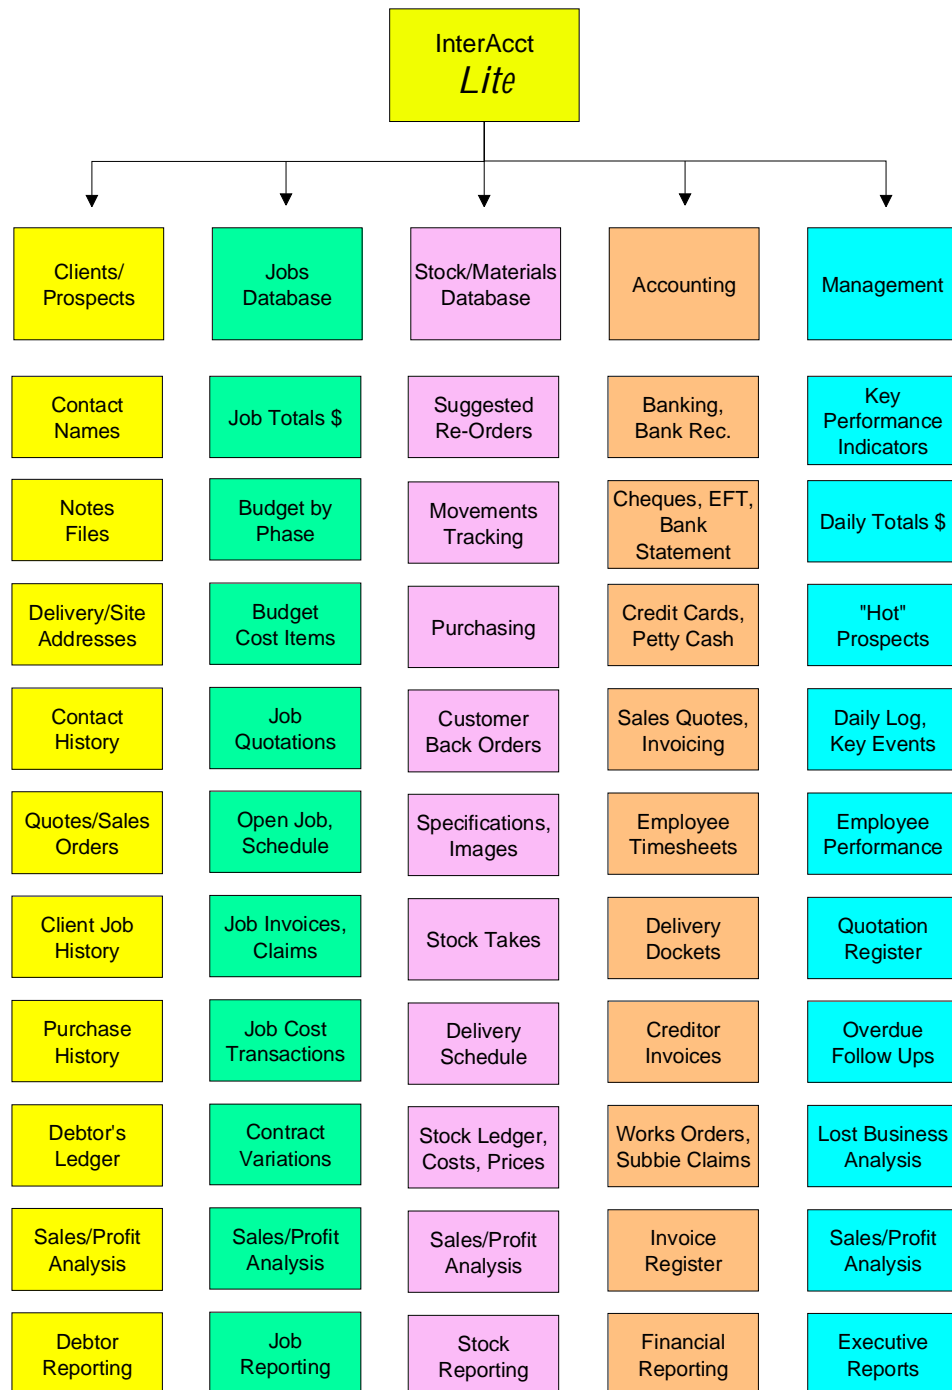 InterAcct
Lite
Clients/
Prospects
Jobs
Database
Stock/Materials
Database
Accounting
Management
Contact
Names
Job Totals $
Suggested
Re-Orders
Banking,
Bank Rec.
Key
Performance
Indicators
Notes
Files
Budget by
Phase
Movements
Tracking
Cheques, EFT,
Bank
Statement
Daily Totals $
Delivery/Site
Addresses
Budget
Cost Items
Purchasing
Credit Cards,
Petty Cash
"Hot"
Prospects
Contact
History
Job
Quotations
Customer
Back Orders
Sales Quotes,
Invoicing
Daily Log,
Key Events
Quotes/Sales
Orders
Open Job,
Schedule
Specifications,
Images
Employee
Timesheets
Employee
Performance
Client Job
History
Job Invoices,
Claims
Stock Takes
Delivery
Dockets
Quotation
Register
Purchase
History
Job Cost
Transactions
Delivery
Schedule
Creditor
Invoices
Overdue
Follow Ups
Debtor's
Ledger
Contract
Variations
Stock Ledger,
Costs, Prices
Works Orders,
Subbie Claims
Lost Business
Analysis
Sales/Profit
Analysis
Sales/Profit
Analysis
Sales/Profit
Analysis
Invoice
Register
Sales/Profit
Analysis
Debtor
Reporting
Job
Reporting
Stock
Reporting
Financial
Reporting
Executive
Reports